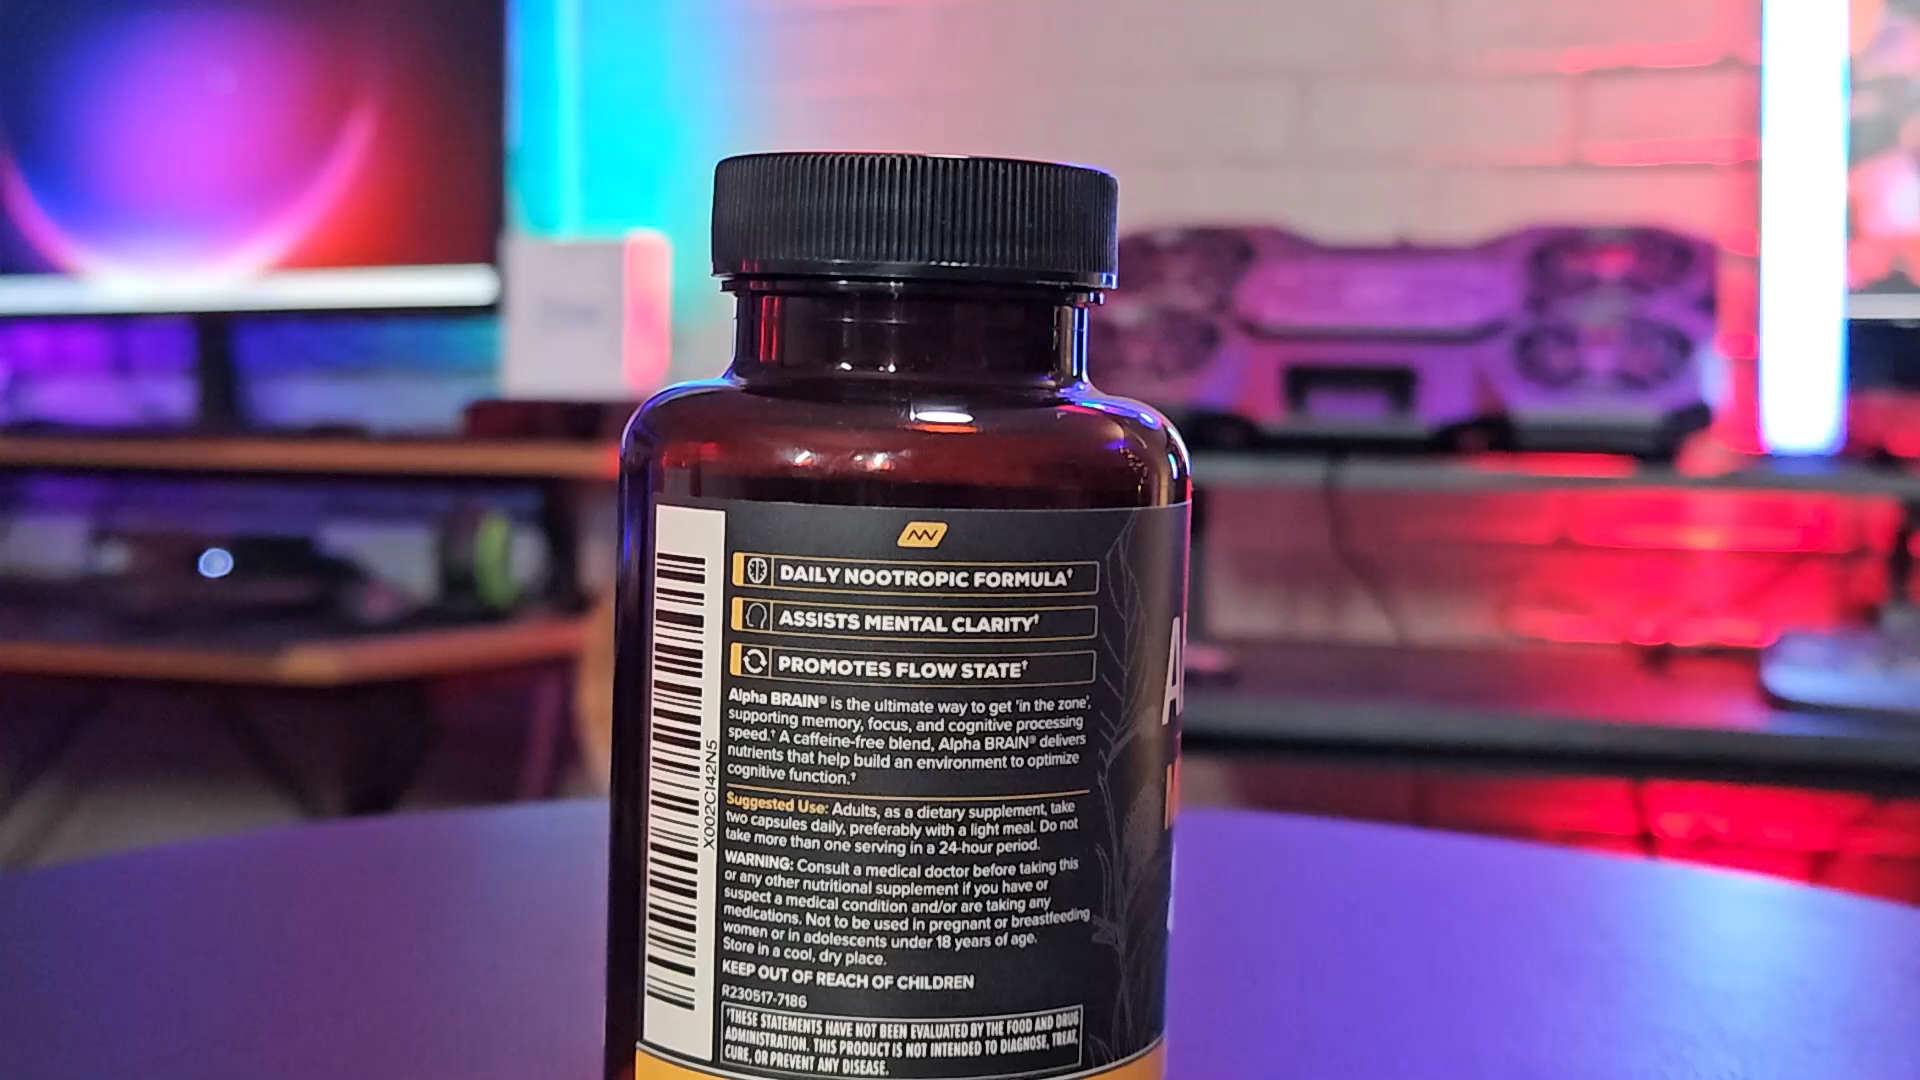 DAILY NOOTROPIC FORMULA†
ASSISTS MENTAL CLARITY†
PROMOTES FLOW STATE†
Alpha BRAIN® is the ultimate way to get 'in the zone',
supporting memory, focus, and cognitive processing
speed.† A caffeine-free blend, Alpha BRAIN® delivers
nutrients that help build an environment to optimize
cognitive function.†
Suggested Use: Adults, as a dietary supplement, take
two capsules daily, preferably with a light meal. Do not
take more than one serving in a 24-hour period.
WARNING: Consult a medical doctor before taking this
or any other nutritional supplement if you have or
suspect a medical condition and/or are taking any
medications. Not to be used in pregnant or breastfeeding
women or in adolescents under 18 years of age.
Store in a cool, dry place.
KEEP OUT OF REACH OF CHILDREN
R230517-7186
†THESE STATEMENTS HAVE NOT BEEN EVALUATED BY THE FOOD AND DRUG
ADMINISTRATION. THIS PRODUCT IS NOT INTENDED TO DIAGNOSE, TREAT,
CURE, OR PREVENT ANY DISEASE.
X002CI42N5